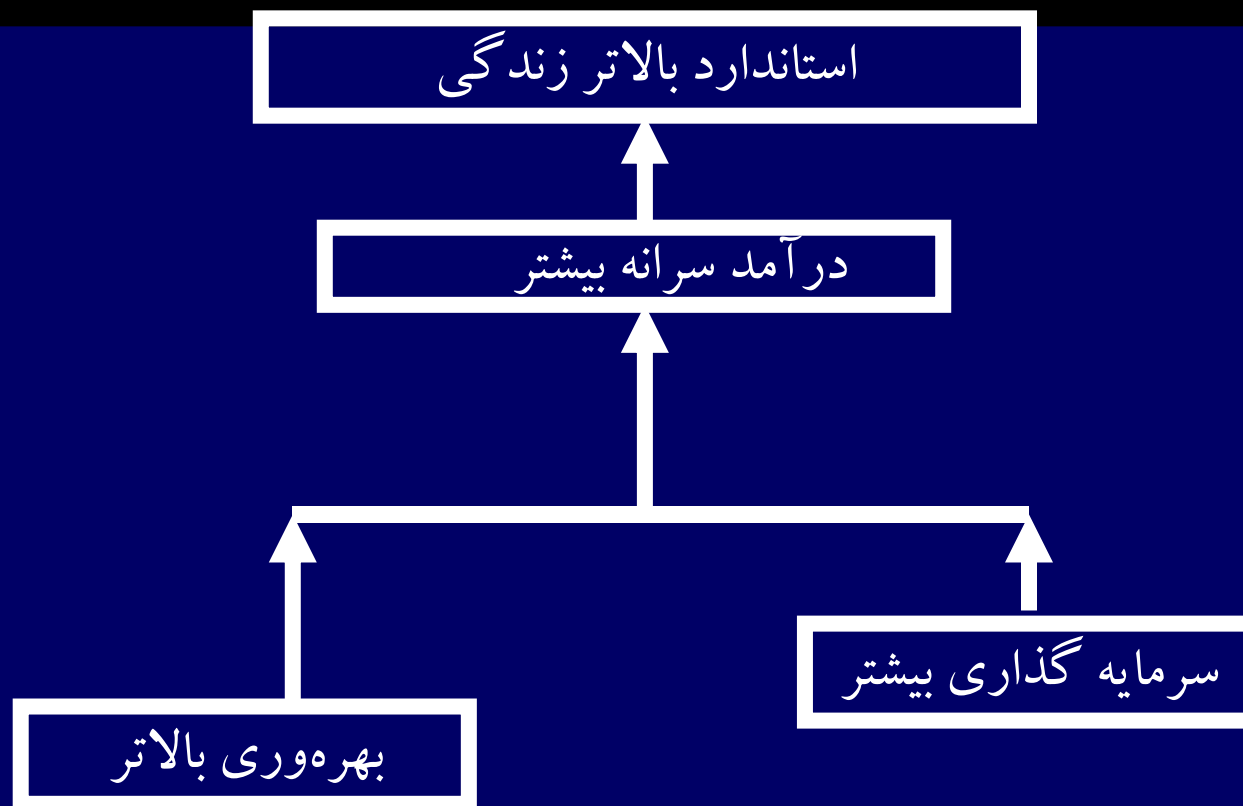 استاندارد بالاتر زندگی
درآمد سرانه بیشتر
سرمایه گذاری بیشتر
بهره‌وری بالاتر